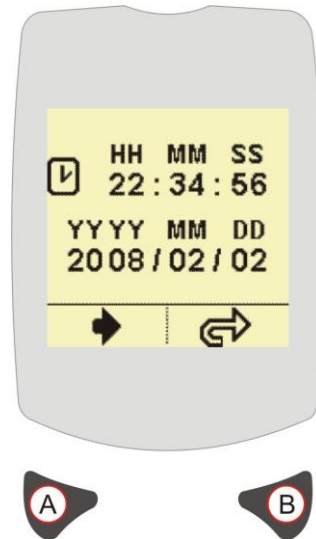 HH MM SS
22 : 34 : 56
YYYY MM DD
2008 / 02 / 02
A B